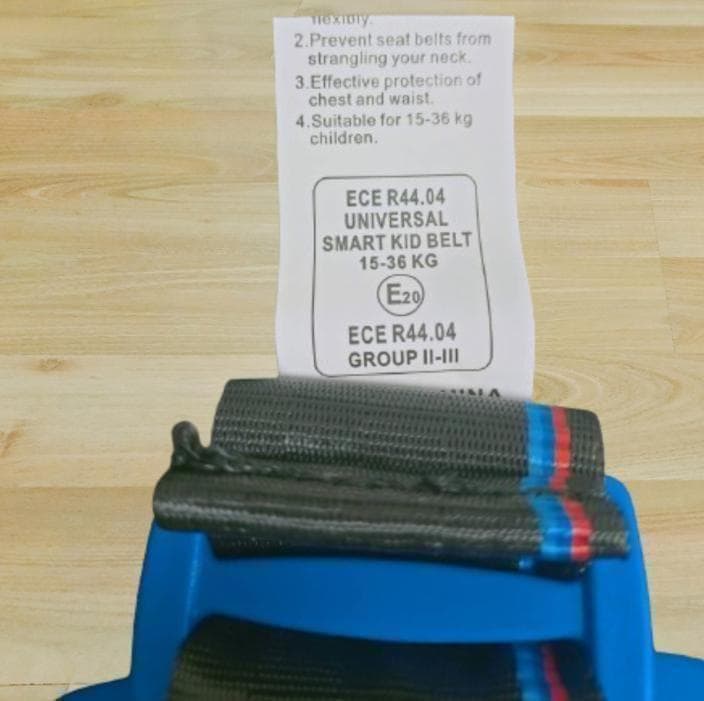 flexibly.
2.Prevent seat belts from
strangling your neck.
3.Effective protection of
chest and waist.
4.Suitable for 15-36 kg
children.
ECE R44.04
UNIVERSAL
SMART KID BELT
15-36 KG
E20
ECE R44.04
GROUP II-III